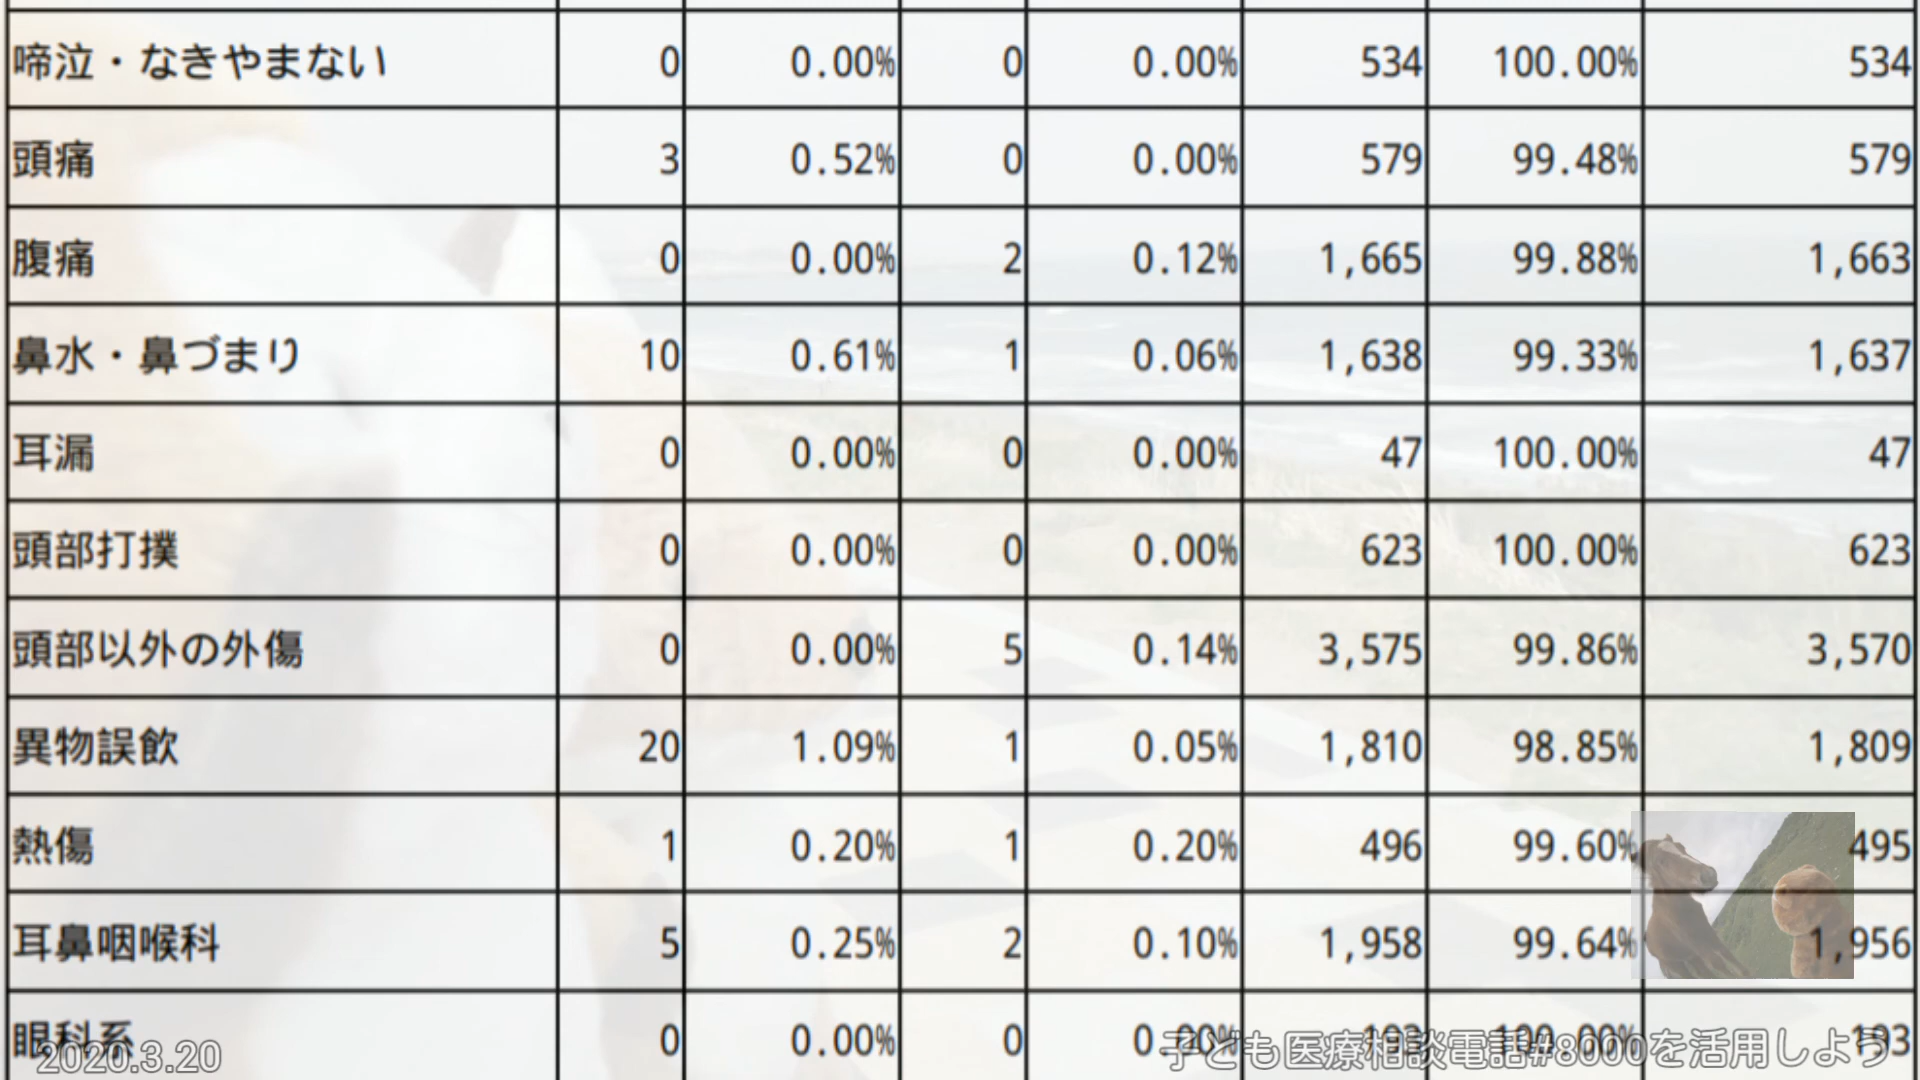 啼泣・なきやまない 0 0.00% 0 0.00% 534 100.00% 534
頭痛 3 0.52% 0 0.00% 579 99.48% 579
腹痛 0 0.00% 2 0.12% 1,665 99.88% 1,663
鼻水・鼻づまり 10 0.61% 1 0.06% 1,638 99.33% 1,637
耳漏 0 0.00% 0 0.00% 47 100.00% 47
頭部打撲 0 0.00% 0 0.00% 623 100.00% 623
頭部以外の外傷 0 0.00% 5 0.14% 3,575 99.86% 3,570
異物誤飲 20 1.09% 1 0.05% 1,810 98.85% 1,809
熱傷 1 0.20% 1 0.20% 496 99.60% 495
耳鼻咽喉科 5 0.25% 2 0.10% 1,958 99.64% 1,956
眼科系 0 0.00% 0 0.00% 193 100.00% 193
2020.3.20 子ども医療相談電話#8000を活用しよう